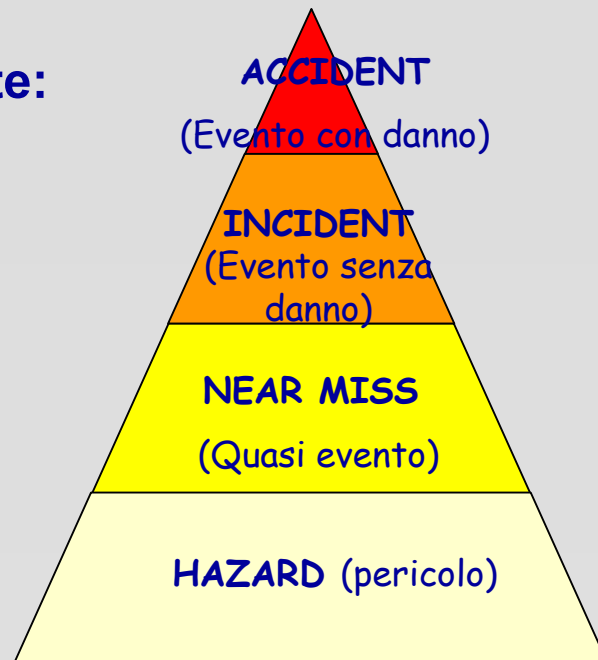 te:
ACCIDENT
(Evento con danno)
INCIDENT
(Evento senza
danno)
NEAR MISS
(Quasi evento)
HAZARD (pericolo)